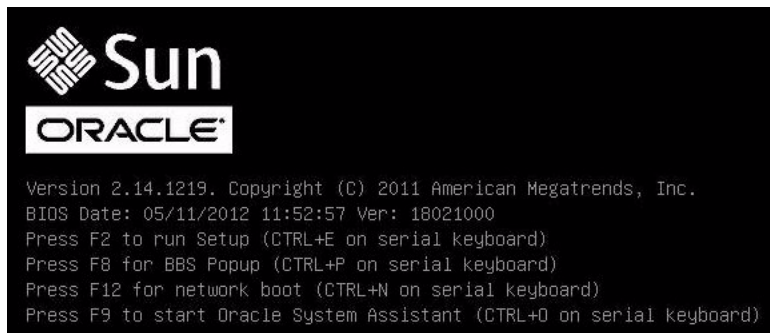 Sun
ORACLE
Version 2.14.1219. Copyright (C) 2011 American Megatrends, Inc.
BIOS Date: 05/11/2012 11:52:57 Ver: 18021000
Press F2 to run Setup (CTRL+E on serial keyboard)
Press F8 for BBS Popup (CTRL+P on serial keyboard)
Press F12 for network boot (CTRL+N on serial keyboard)
Press F9 to start Oracle System Assistant (CTRL+O on serial keyboard)